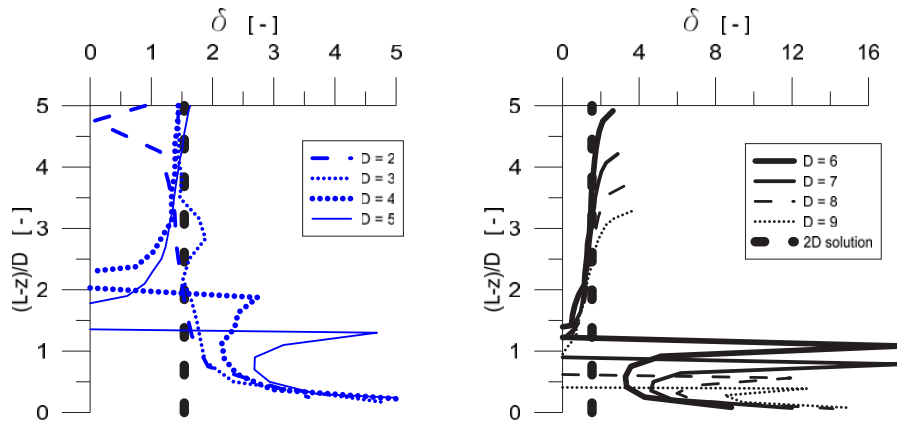 δ [ - ]
0 1 2 3 4 5
(L-z)/D [ - ]
5
4
3
2
1
0
D = 2
D = 3
D = 4
D = 5
δ [ - ]
0 4 8 12 16
(L-z)/D [ - ]
5
4
3
2
1
0
D = 6
D = 7
D = 8
D = 9
2D solution